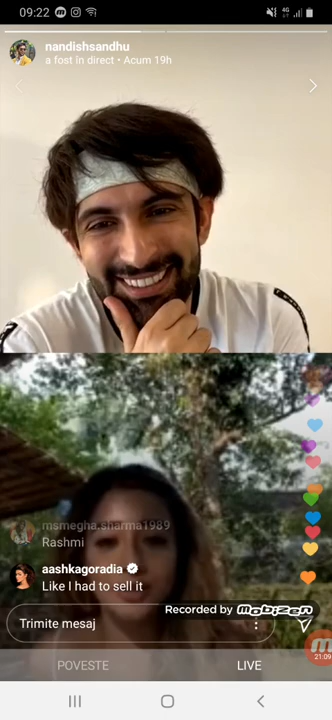 09:22
4G
nandishsandhu
a fost în direct • Acum 19h
msmegha.sharma1989
Rashmi
aashkagoradia
Like I had to sell it
Recorded by mobizen
Trimite mesaj
21:09
POVESTE LIVE